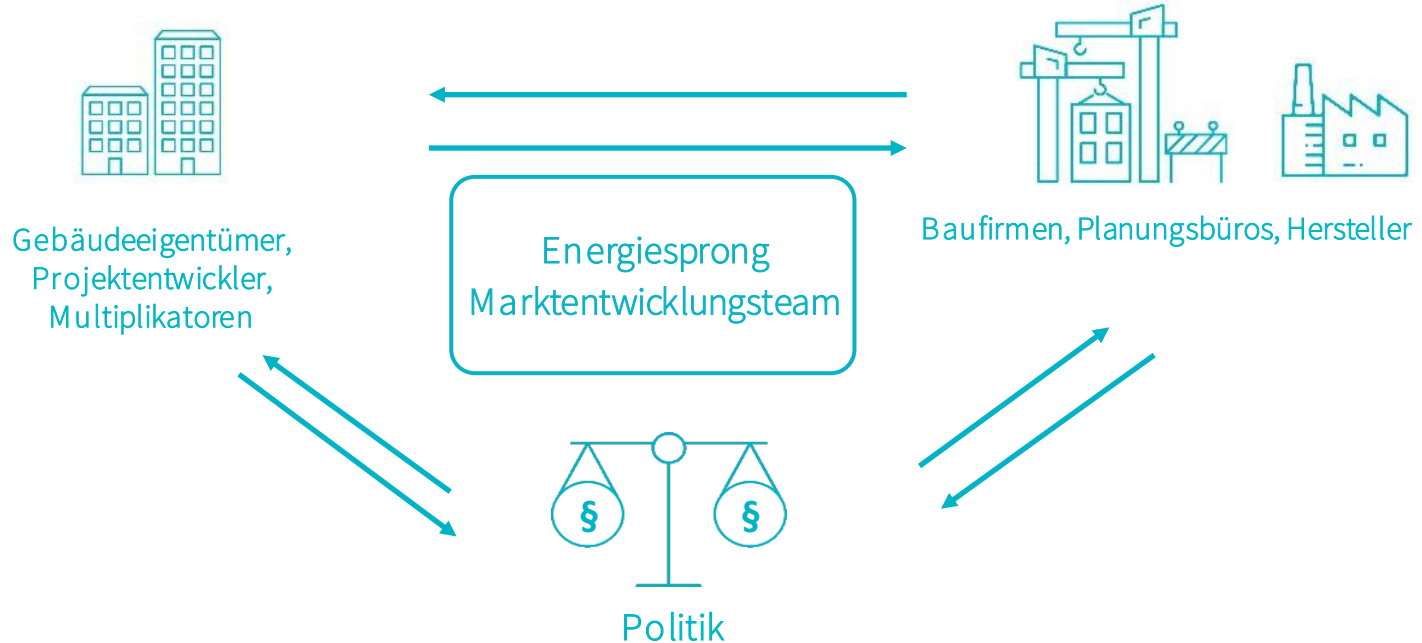 Gebäudeeigentümer,
Projektentwickler,
Multiplikatoren
Baufirmen, Planungsbüros, Hersteller
Energiesprong
Marktentwicklungsteam
§ §
Politik